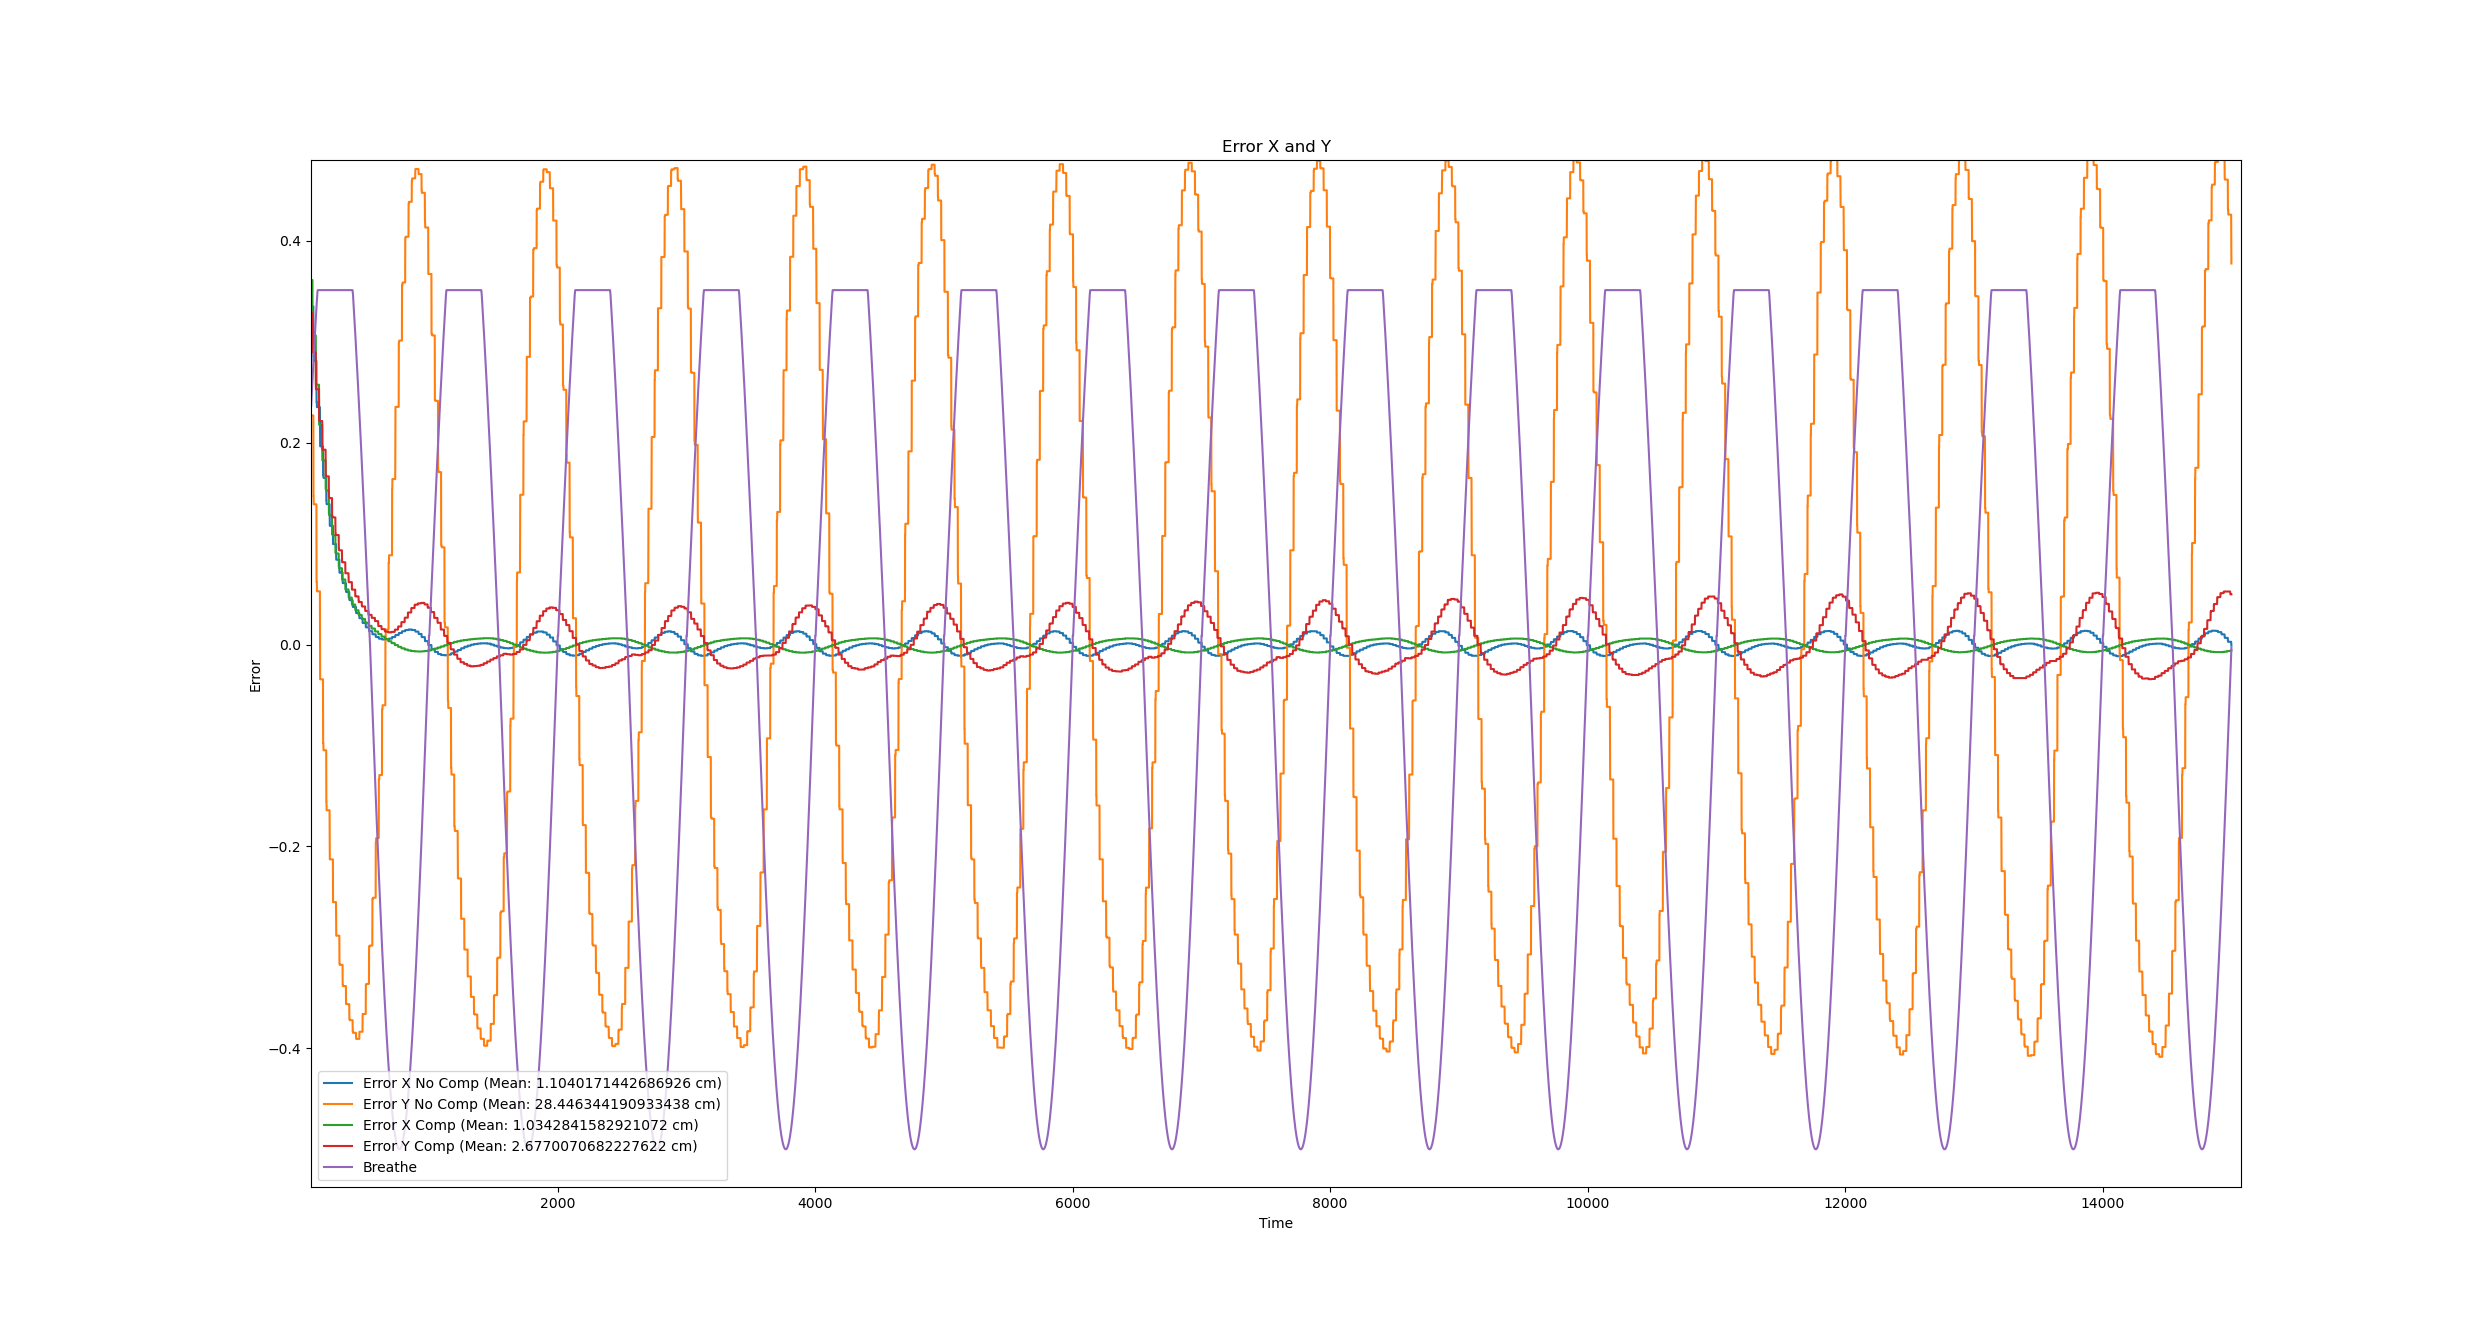 Error X and Y
Error
0.4
0.2
0.0
−0.2
−0.4
Error X No Comp (Mean: 1.1040171442686926 cm)
Error Y No Comp (Mean: 28.446344190933438 cm)
Error X Comp (Mean: 1.0342841582921072 cm)
Error Y Comp (Mean: 2.6770070682227622 cm)
Breathe
2000 4000 6000 8000 10000 12000 14000
Time